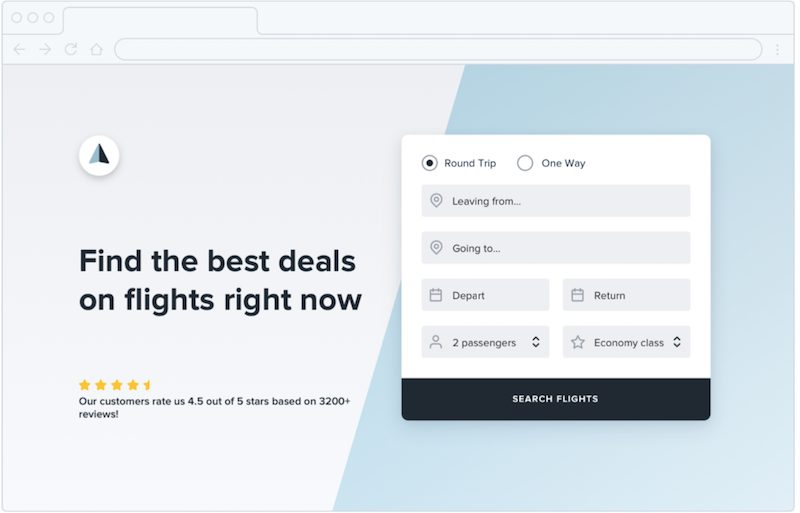 Round Trip
One Way
Leaving from...
Going to...
Find the best deals
on flights right now
Depart
Return
2 passengers
Economy class
Our customers rate us 4.5 out of 5 stars based on 3200+
reviews!
SEARCH FLIGHTS